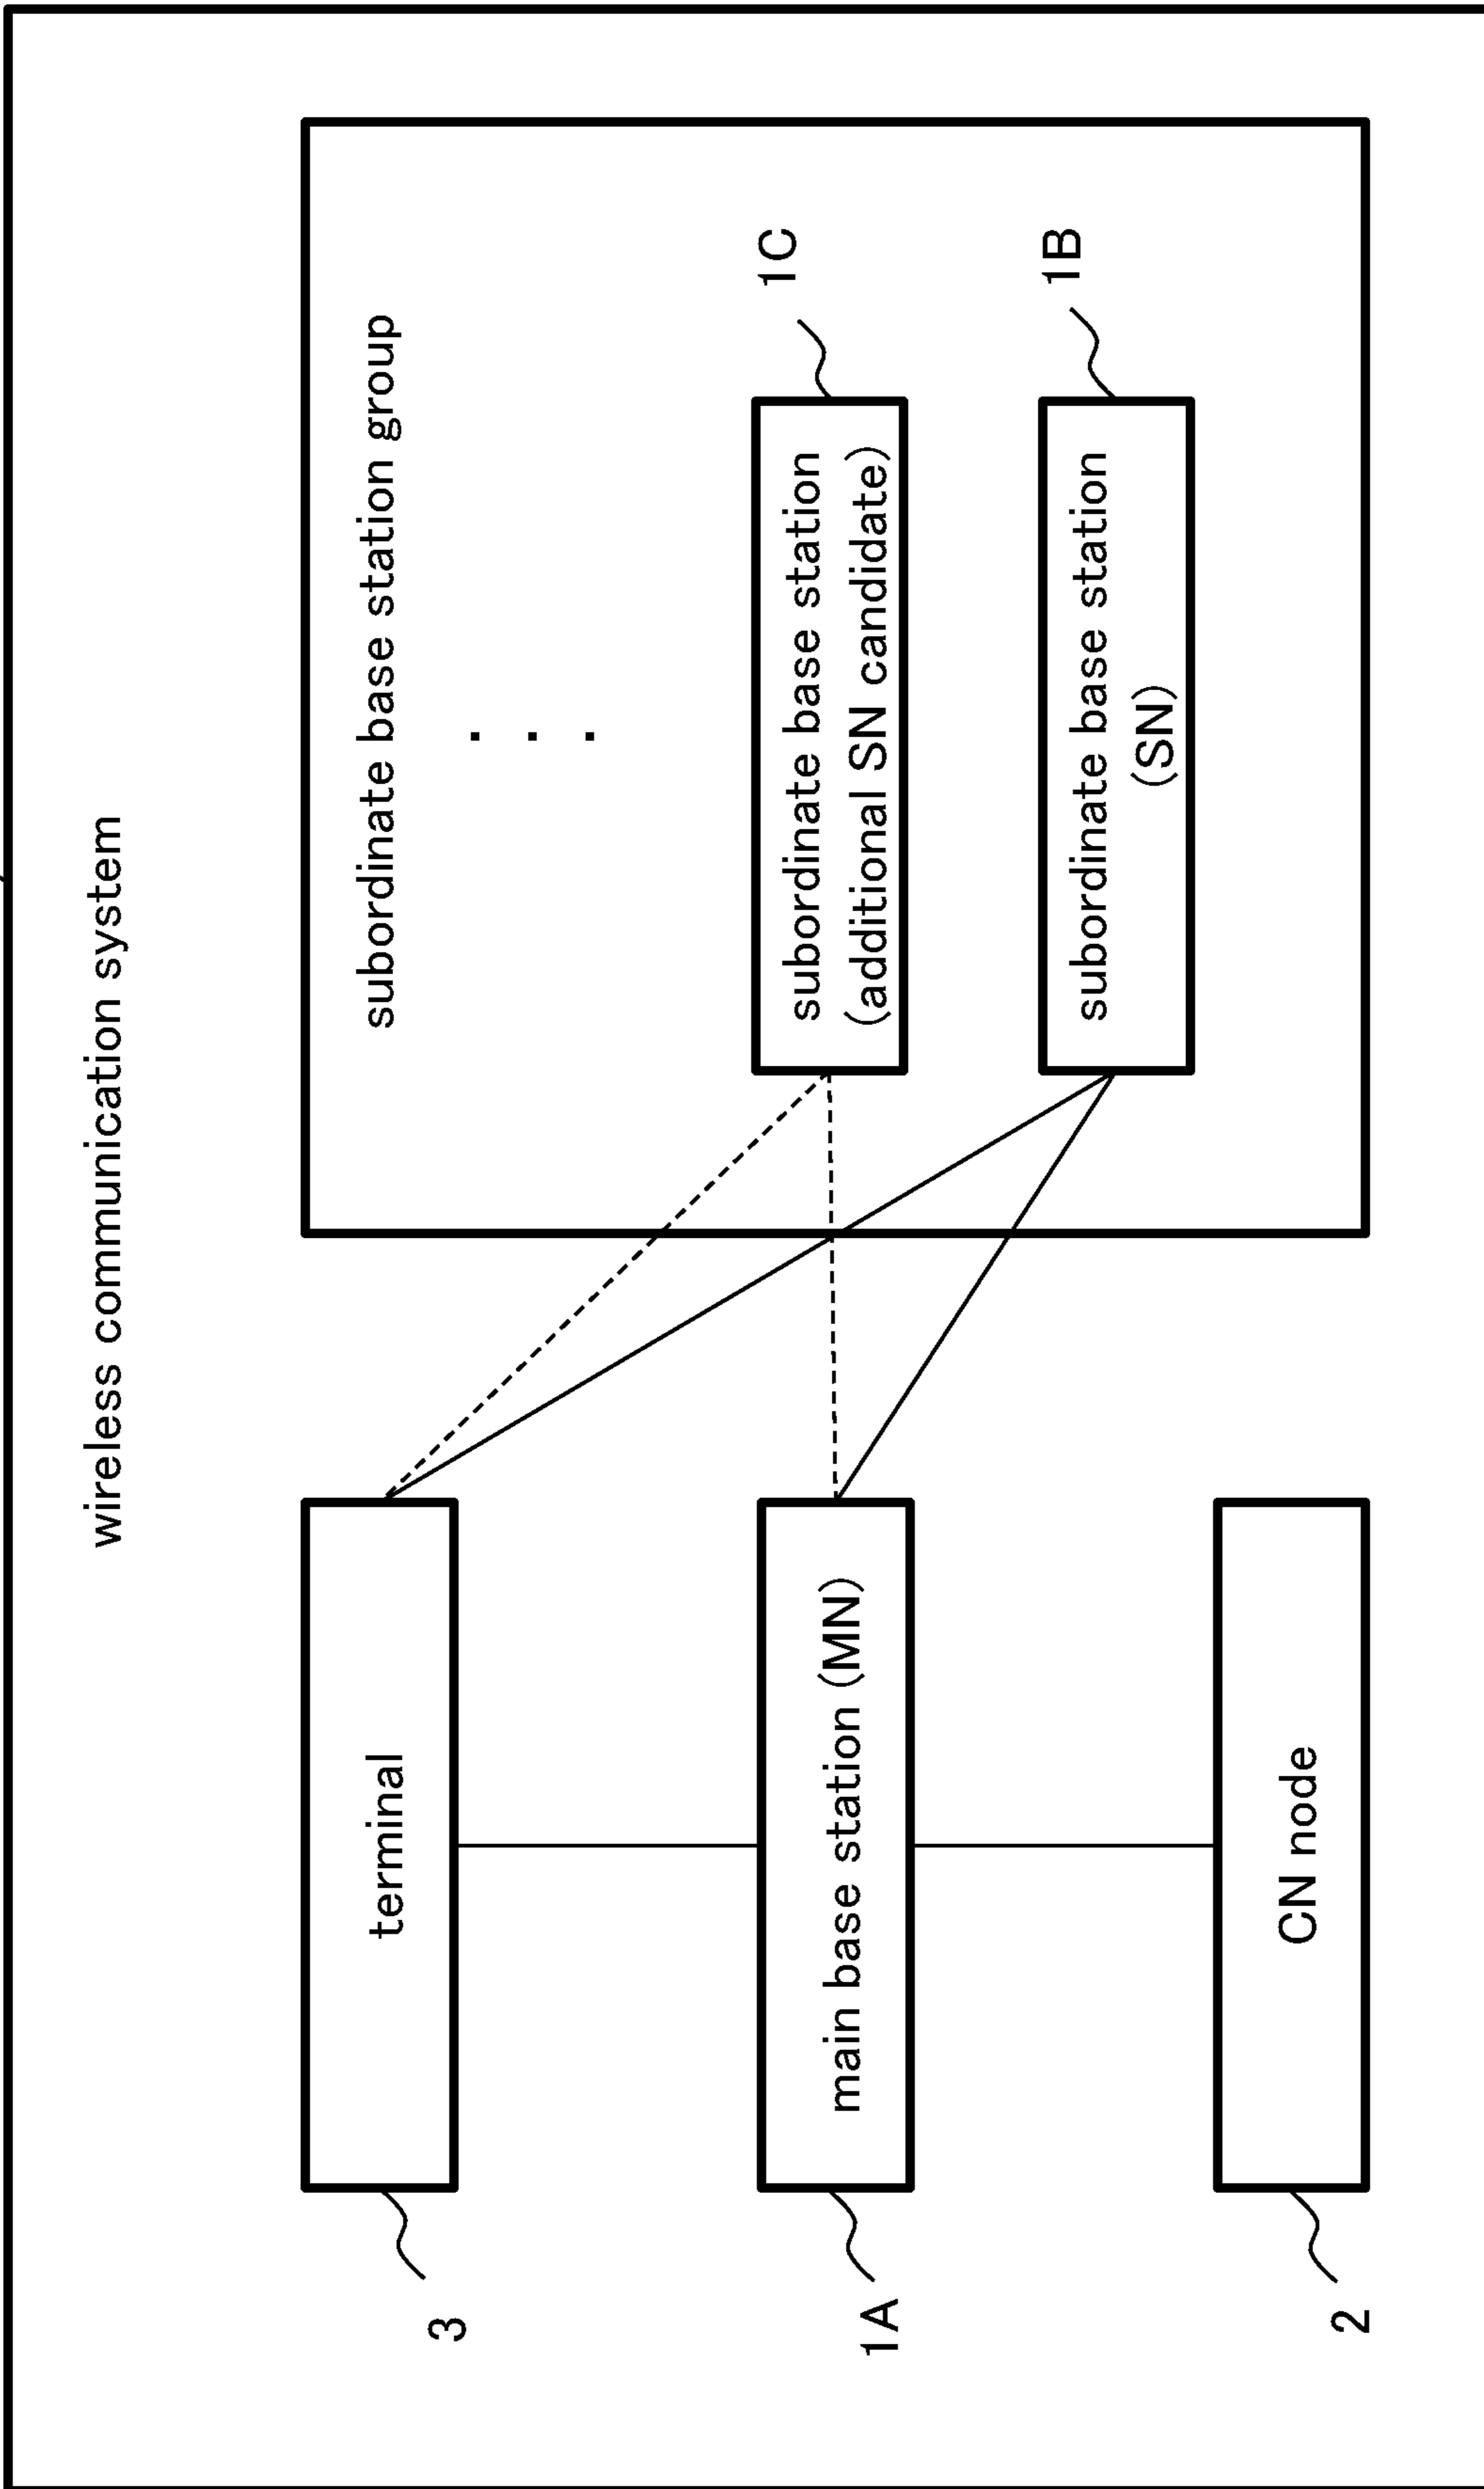 wireless communication system
subordinate base station group
terminal
3
. . .
main base station (MN)
1A
subordinate base station
(additional SN candidate)
1C
subordinate base station
(SN)
1B
CN node
2